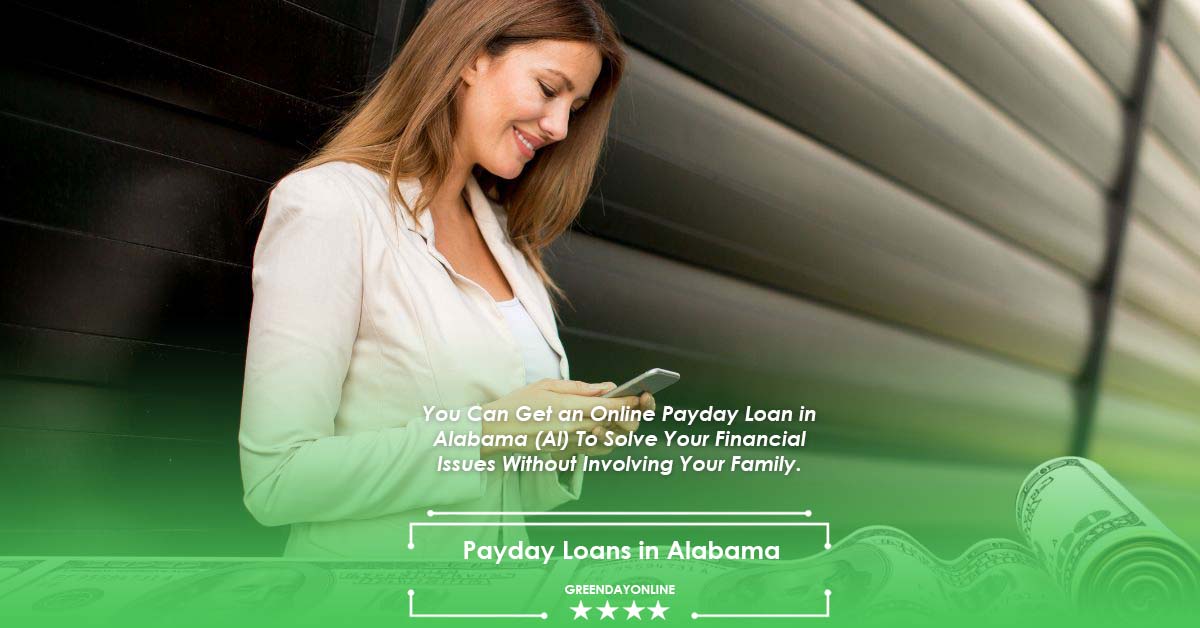 You Can Get an Online Payday Loan in
Alabama (Al) To Solve Your Financial
Issues Without Involving Your Family.
Payday Loans in Alabama
GREENDAYONLINE